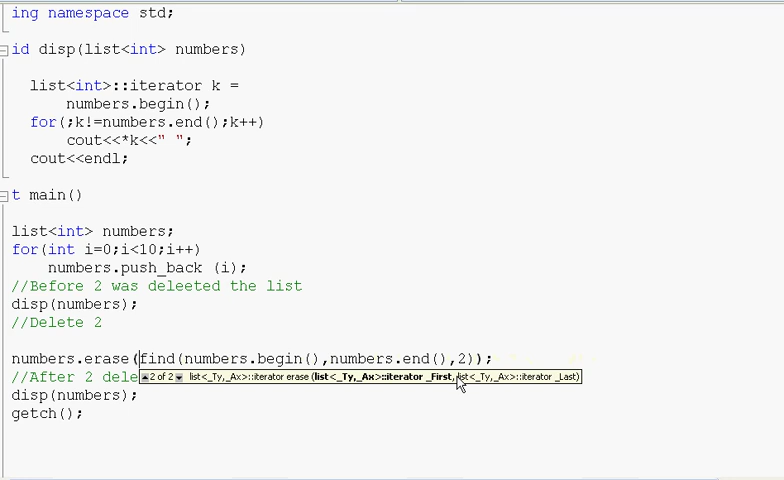 ing namespace std;
id disp(list<int> numbers)
list<int>::iterator k =
numbers.begin();
for(;k!=numbers.end();k++)
cout<<*k<<" ";
cout<<endl;
t main()
list<int> numbers;
for(int i=0;i<10;i++)
numbers.push_back (i);
//Before 2 was deleeted the list
disp(numbers);
//Delete 2
numbers.erase(find(numbers.begin(),numbers.end(),2));
//After 2 dele
2 of 2 list<_Ty,_Ax>::iterator erase (list<_Ty,_Ax>::iterator _First, list<_Ty,_Ax>::iterator _Last)
disp(numbers);
getch();